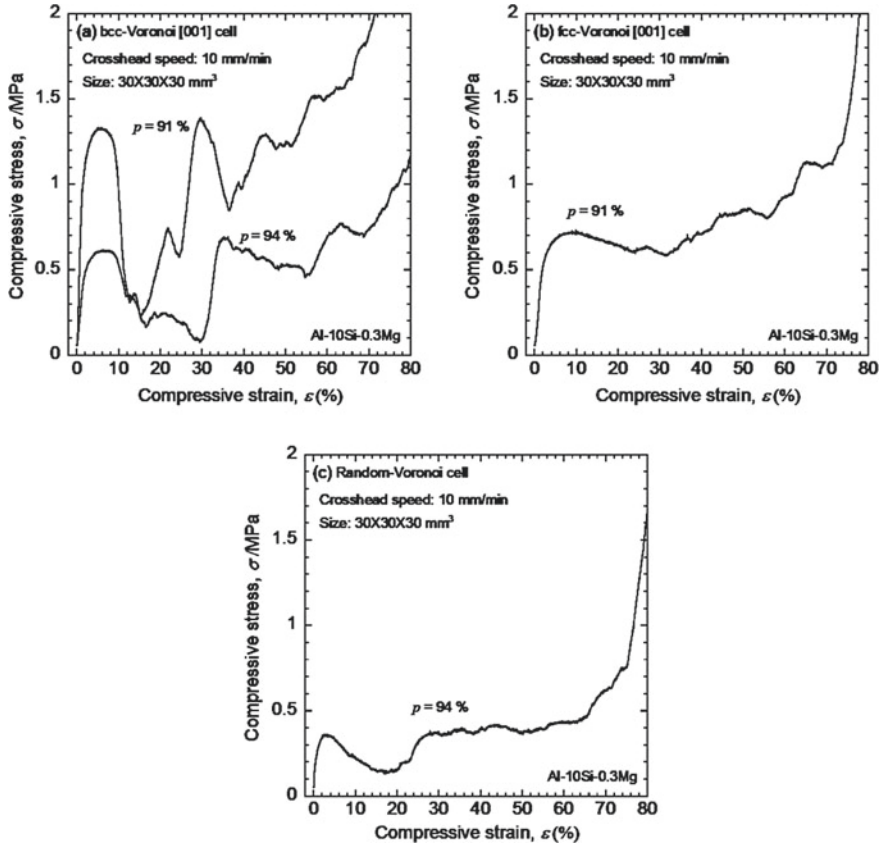 (a) bcc-Voronoi [001] cell
Crosshead speed: 10 mm/min
Size: 30X30X30 mm³
p = 91 %
p = 94 %
Al-10Si-0.3Mg
Compressive stress, σ/MPa
2
1.5
1
0.5
0
0 10 20 30 40 50 60 70 80
Compressive strain, ε(%)
(b) fcc-Voronoi [001] cell
Crosshead speed: 10 mm/min
Size: 30X30X30 mm³
p = 91 %
Al-10Si-0.3Mg
Compressive stress, σ/MPa
2
1.5
1
0.5
0
0 10 20 30 40 50 60 70 80
Compressive strain, ε(%)
(c) Random-Voronoi cell
Crosshead speed: 10 mm/min
Size: 30X30X30 mm³
p = 94 %
Al-10Si-0.3Mg
Compressive stress, σ/MPa
2
1.5
1
0.5
0
0 10 20 30 40 50 60 70 80
Compressive strain, ε(%)